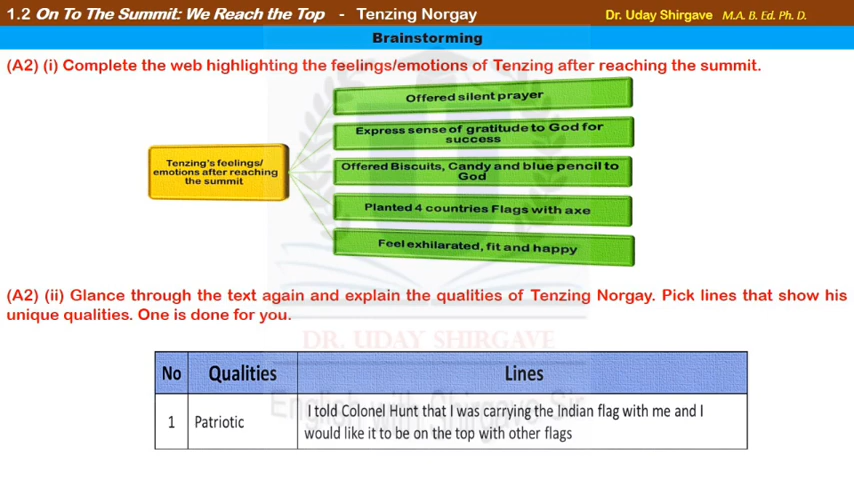 1.2 On To The Summit: We Reach the Top - Tenzing Norgay
Dr. Uday Shirgave M.A. B. Ed. Ph. D.
Brainstorming
(A2) (i) Complete the web highlighting the feelings/emotions of Tenzing after reaching the summit.
Tenzing's feelings/
emotions after reaching
the summit
Offered silent prayer
Express sense of gratitude to God for
success
Offered Biscuits, Candy and blue pencil to
God
Planted 4 countries Flags with axe
Feel exhilarated, fit and happy
(A2) (ii) Glance through the text again and explain the qualities of Tenzing Norgay. Pick lines that show his
unique qualities. One is done for you.
DR. UDAY SHIRGAVE
No Qualities Lines
English with Shirgave Sir
1 Patriotic I told Colonel Hunt that I was carrying the Indian flag with me and I
would like it to be on the top with other flags